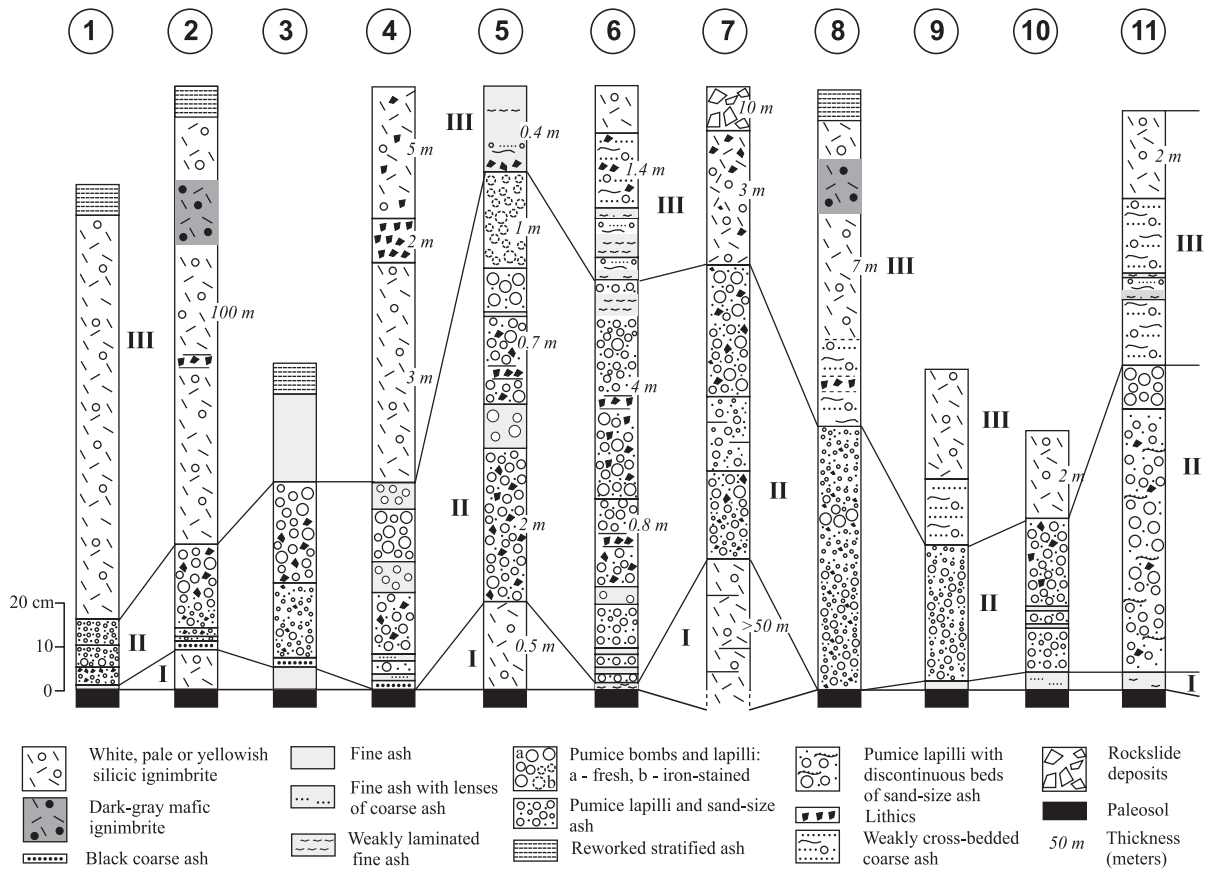 1 2 3 4 5 6 7 8 9 10 11
III
0.4 m
10 m
5 m
1.4 m
2 m
III
3 m
III
2 m
1 m
III
7 m
III
100 m
III
0.7 m
3 m
4 m
III
II
2 m
II
II
2 m
0.8 m
20 cm
II
II
10
I
I
0.5 m
I
>50 m
I
0
White, pale or yellowish
silicic ignimbrite
Dark-gray mafic
ignimbrite
Black coarse ash
Fine ash
Fine ash with lenses
of coarse ash
Weakly laminated
fine ash
a
b
Pumice bombs and lapilli:
a - fresh, b - iron-stained
Pumice lapilli and sand-size
ash
Reworked stratified ash
Pumice lapilli with
discontinuous beds
of sand-size ash
Lithics
Weakly cross-bedded
coarse ash
Rockslide
deposits
Paleosol
50 m
Thickness
(meters)